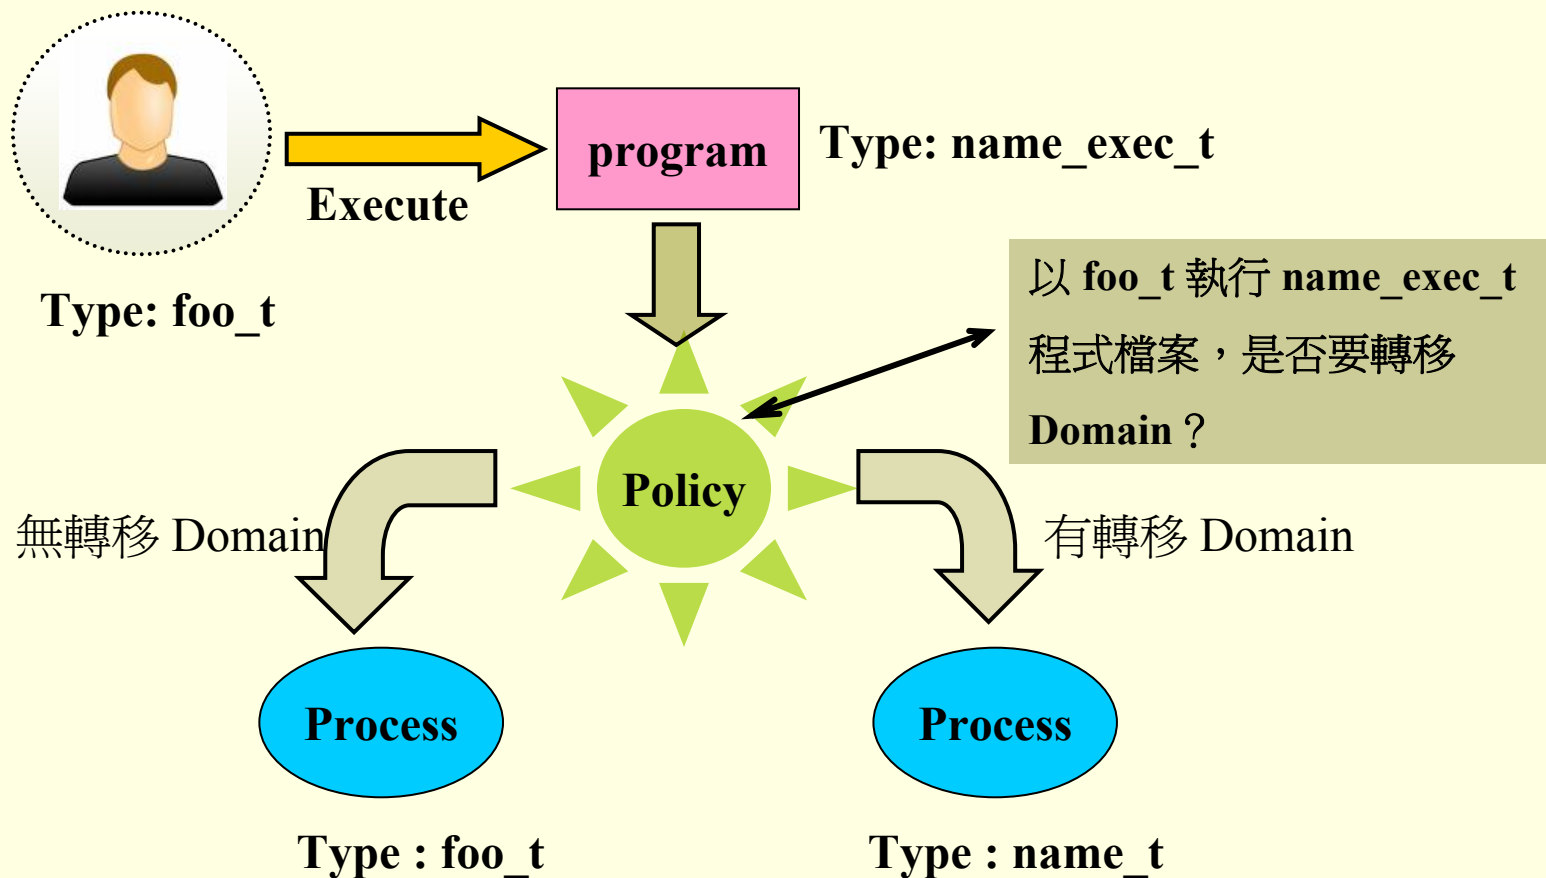 program
Type: name_exec_t
Execute
Type: foo_t
以 foo_t 執行 name_exec_t
程式檔案，是否要轉移
Domain？
Policy
無轉移 Domain
有轉移 Domain
Process
Process
Type : foo_t
Type : name_t